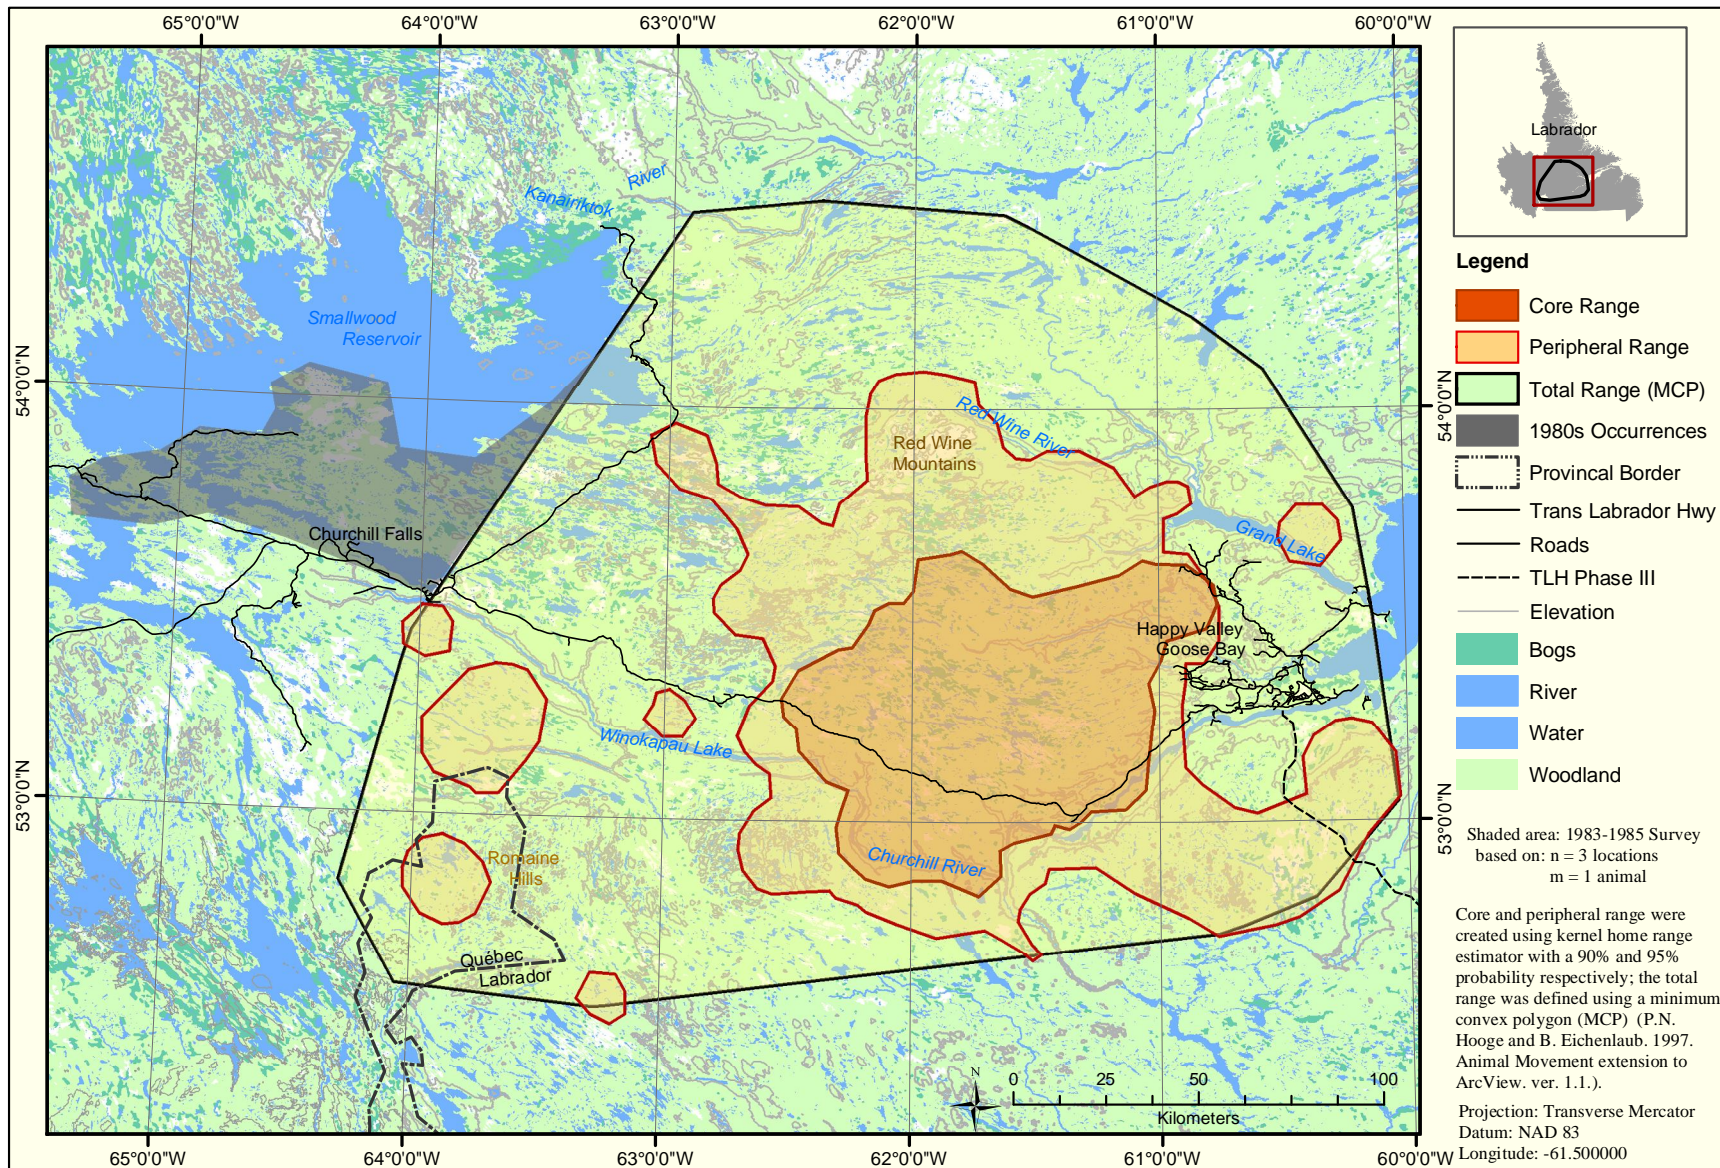 65°0'0"W
64°0'0"W
63°0'0"W
62°0'0"W
61°0'0"W
60°0'0"W
54°0'0"N
53°0'0"N
Kanairiktok
River
Smallwood
Reservoir
Red Wine River
Red Wine
Mountains
Grand Lake
Churchill Falls
Happy Valley
Goose Bay
Winokapau Lake
Churchill River
Romaine
Hills
Québec
Labrador
N
0 25 50 100
Kilometers
54°0'0"N
53°0'0"N
65°0'0"W
64°0'0"W
63°0'0"W
62°0'0"W
61°0'0"W
60°0'0"W
Labrador
Legend
Core Range
Peripheral Range
Total Range (MCP)
1980s Occurrences
Provincal Border
Trans Labrador Hwy
Roads
TLH Phase III
Elevation
Bogs
River
Water
Woodland
Shaded area: 1983-1985 Survey
based on: n = 3 locations
m = 1 animal
Core and peripheral range were
created using kernel home range
estimator with a 90% and 95%
probability respectively; the total
range was defined using a minimum
convex polygon (MCP) (P.N.
Hooge and B. Eichenlaub. 1997.
Animal Movement extension to
ArcView. ver. 1.1.).
Projection: Transverse Mercator
Datum: NAD 83
Longitude: -61.500000